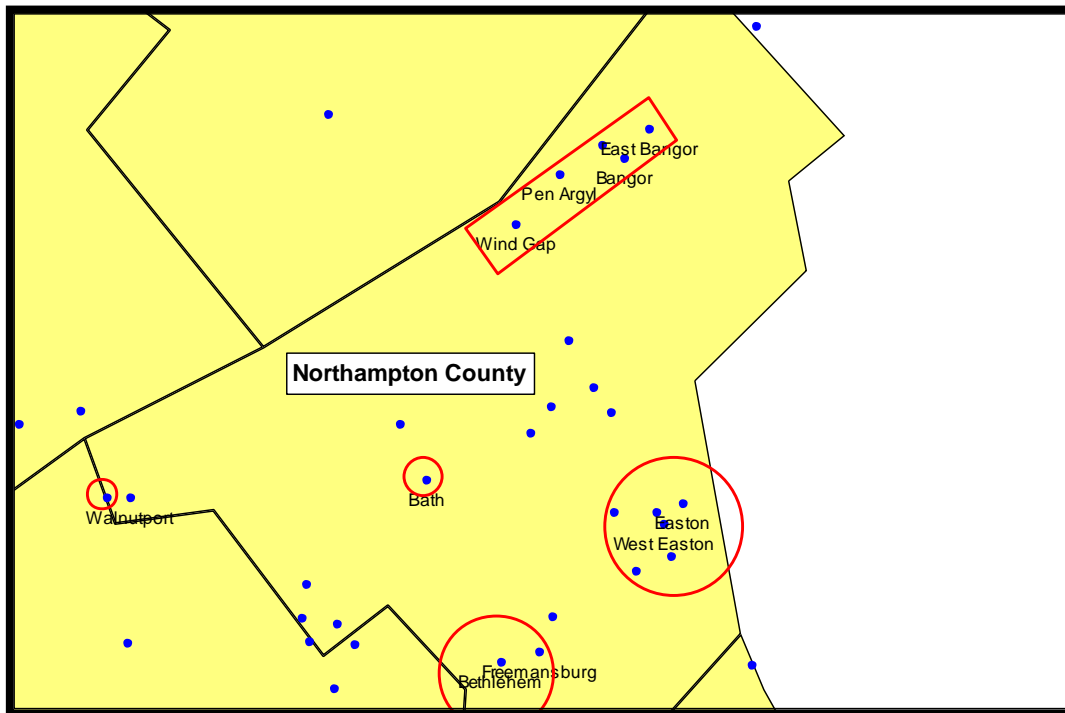 East Bangor
Bangor
Pen Argyl
Wind Gap
Northampton County
Bath
Walnutport
Easton
West Easton
Freemansburg
Bethlehem